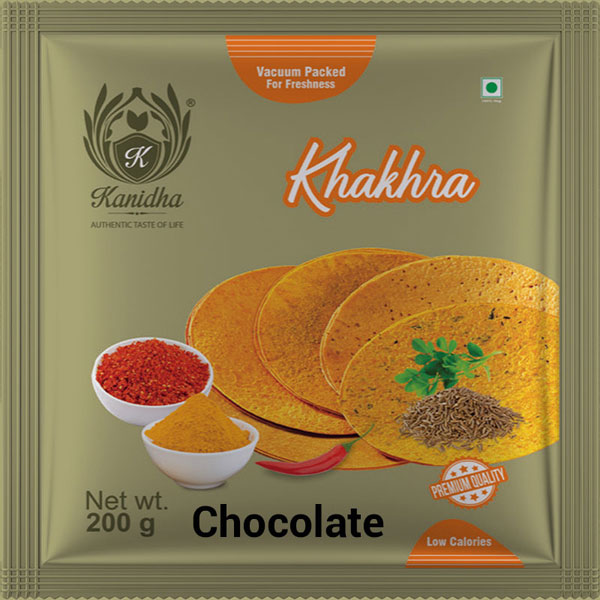 Vacuum Packed
For Freshness
K
®
Kanidha
AUTHENTIC TASTE OF LIFE
Khakhra
PREMIUM QUALITY
Net wt.
200 g
Chocolate
Low Calories